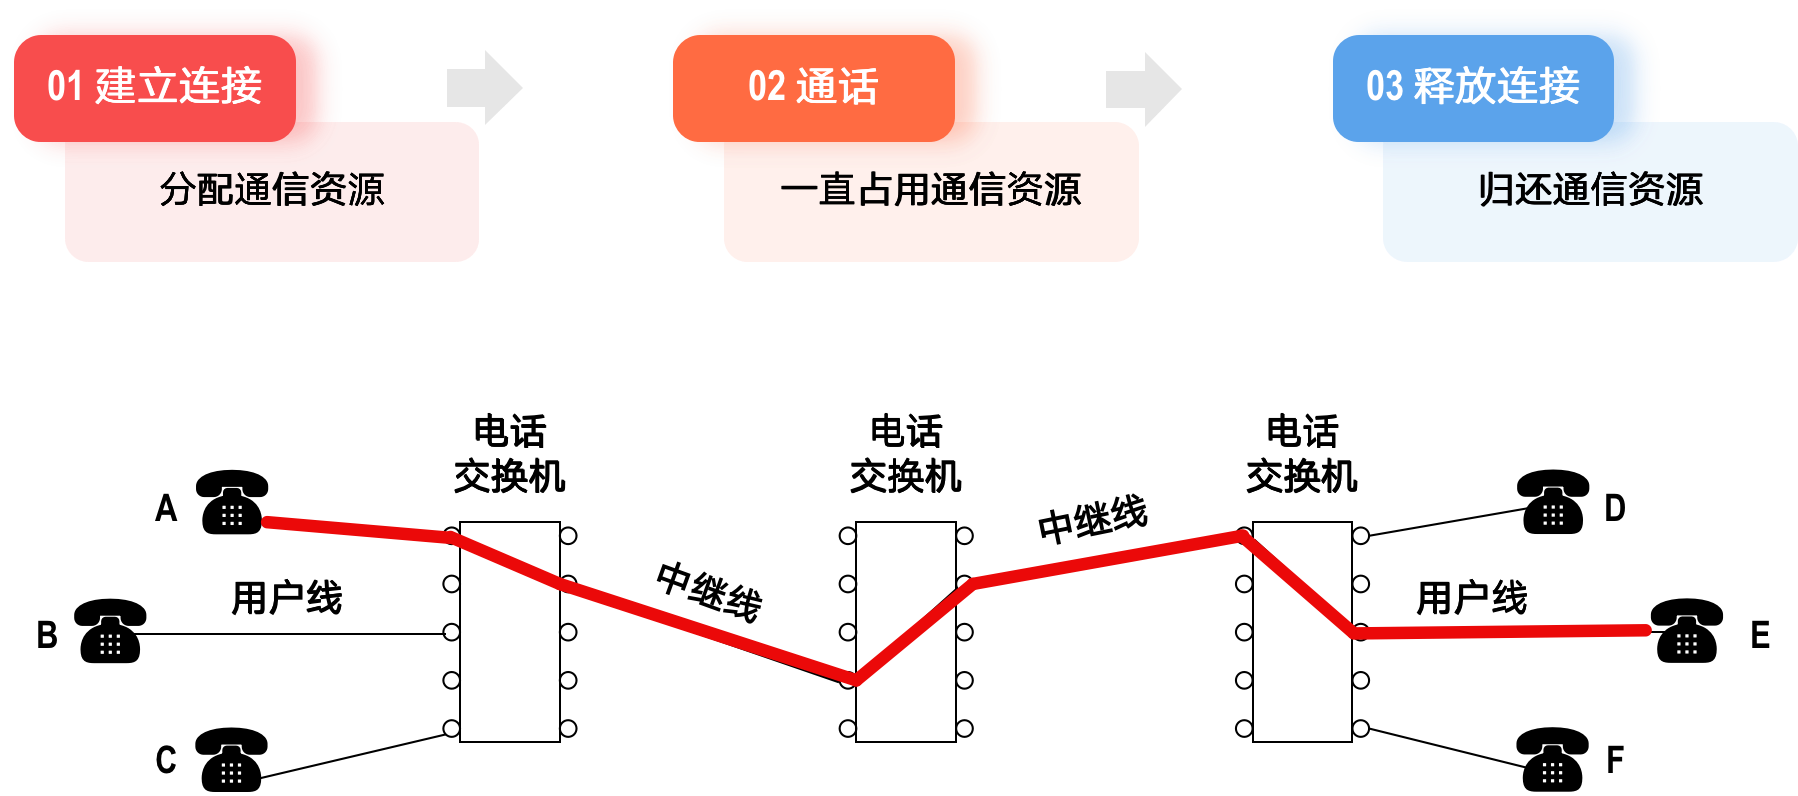 01 建立连接
02 通话
03 释放连接
分配通信资源
一直占用通信资源
归还通信资源
电话
交换机
电话
交换机
电话
交换机
A
中继线
D
用户线
中继线
用户线
B
E
C
F